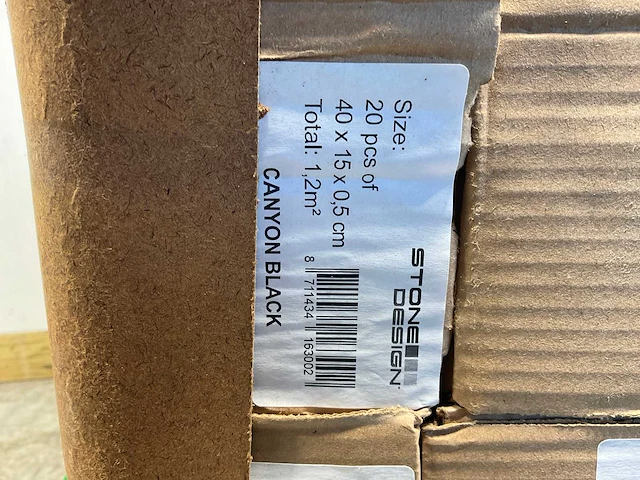 Size:
20 pcs of
40 x 15 x 0,5 cm
Total: 1,2m²
STONE
DESIGN
8 711434 163002
CANYON BLACK